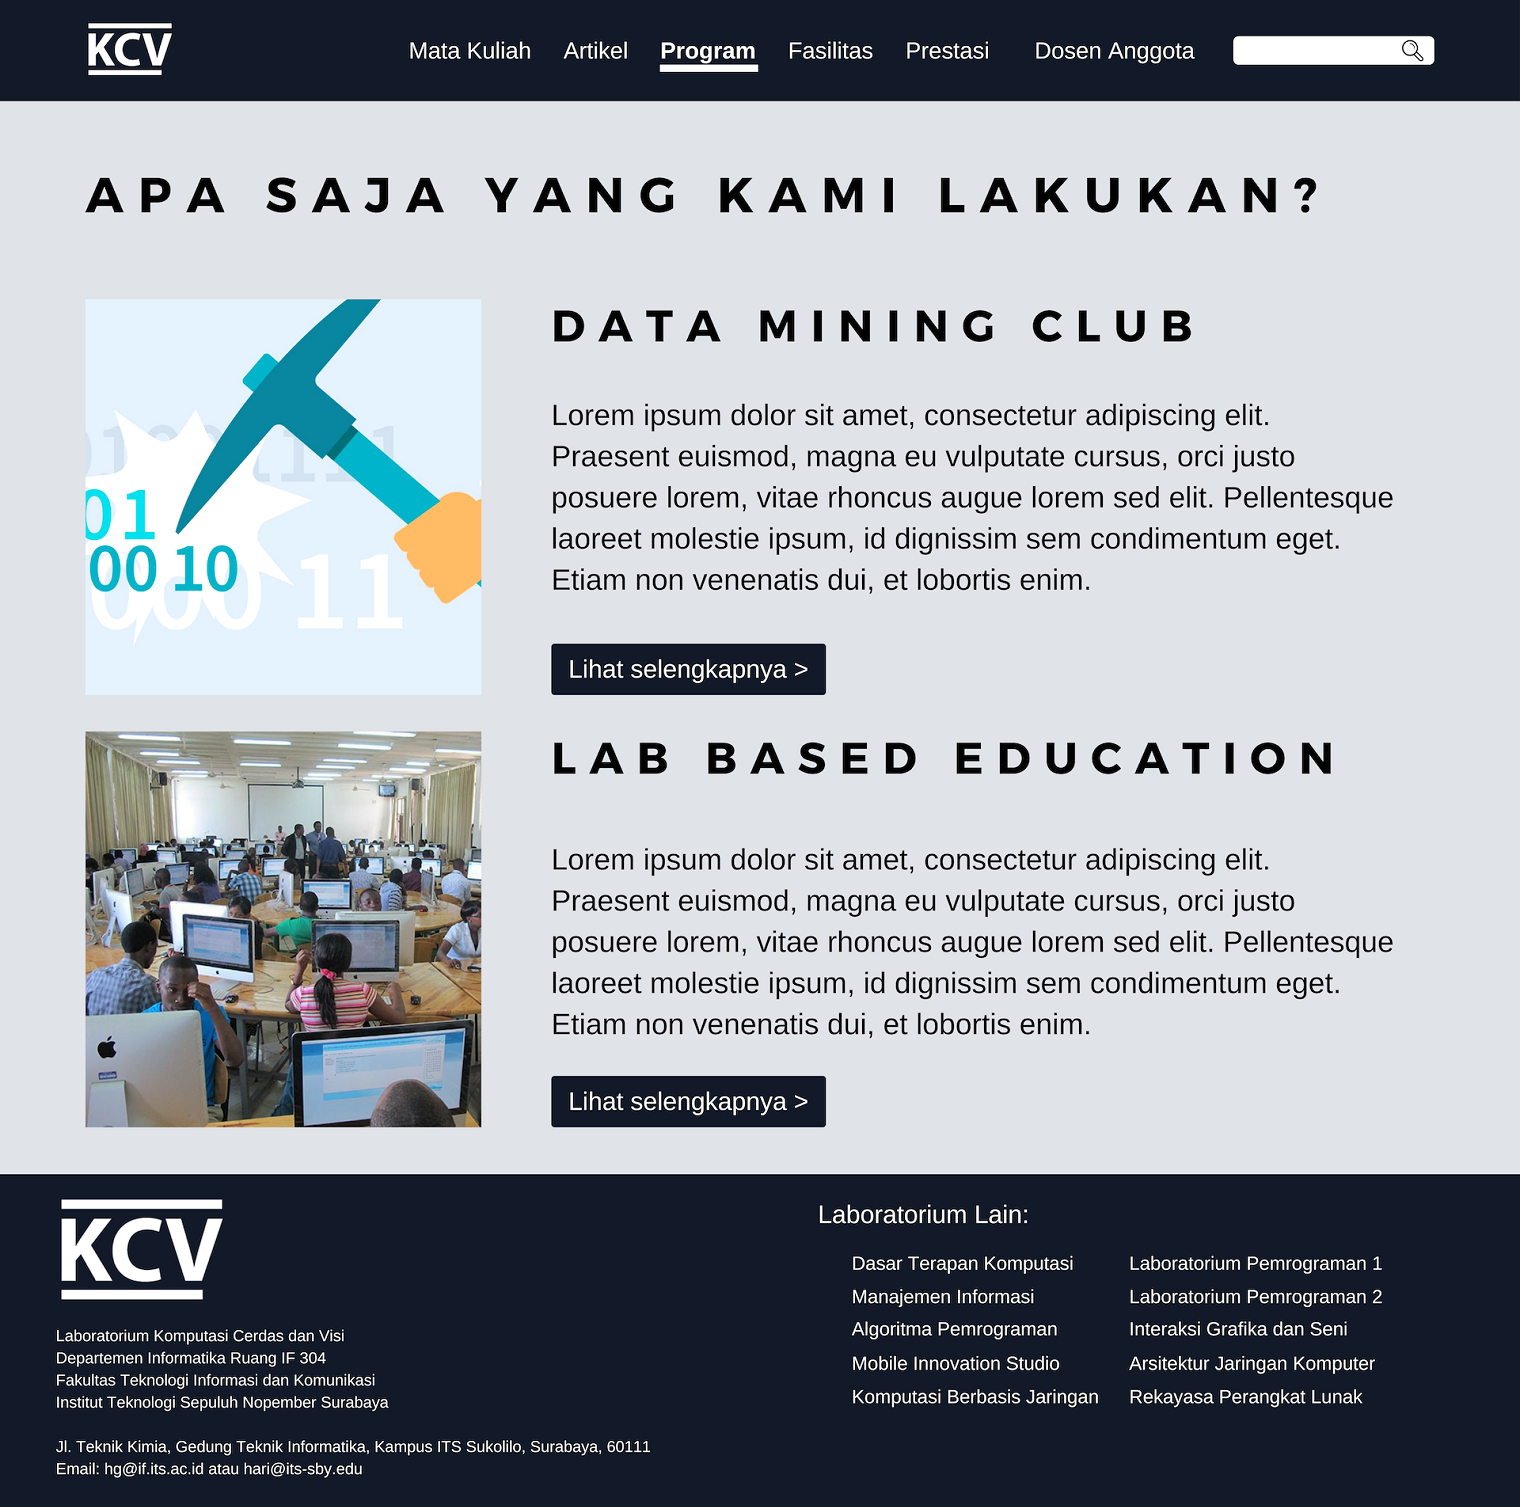 KCV
Mata Kuliah Artikel Program Fasilitas Prestasi Dosen Anggota
APA SAJA YANG KAMI LAKUKAN?
01
00 10
000 11
DATA MINING CLUB
Lorem ipsum dolor sit amet, consectetur adipiscing elit.
Praesent euismod, magna eu vulputate cursus, orci justo
posuere lorem, vitae rhoncus augue lorem sed elit. Pellentesque
laoreet molestie ipsum, id dignissim sem condimentum eget.
Etiam non venenatis dui, et lobortis enim.
Lihat selengkapnya >
LAB BASED EDUCATION
Lorem ipsum dolor sit amet, consectetur adipiscing elit.
Praesent euismod, magna eu vulputate cursus, orci justo
posuere lorem, vitae rhoncus augue lorem sed elit. Pellentesque
laoreet molestie ipsum, id dignissim sem condimentum eget.
Etiam non venenatis dui, et lobortis enim.
Lihat selengkapnya >
KCV
Laboratorium Komputasi Cerdas dan Visi
Departemen Informatika Ruang IF 304
Fakultas Teknologi Informasi dan Komunikasi
Institut Teknologi Sepuluh Nopember Surabaya
Jl. Teknik Kimia, Gedung Teknik Informatika, Kampus ITS Sukolilo, Surabaya, 60111
Email: hg@if.its.ac.id atau hari@its-sby.edu
Laboratorium Lain:
Dasar Terapan Komputasi
Manajemen Informasi
Algoritma Pemrograman
Mobile Innovation Studio
Komputasi Berbasis Jaringan
Laboratorium Pemrograman 1
Laboratorium Pemrograman 2
Interaksi Grafika dan Seni
Arsitektur Jaringan Komputer
Rekayasa Perangkat Lunak